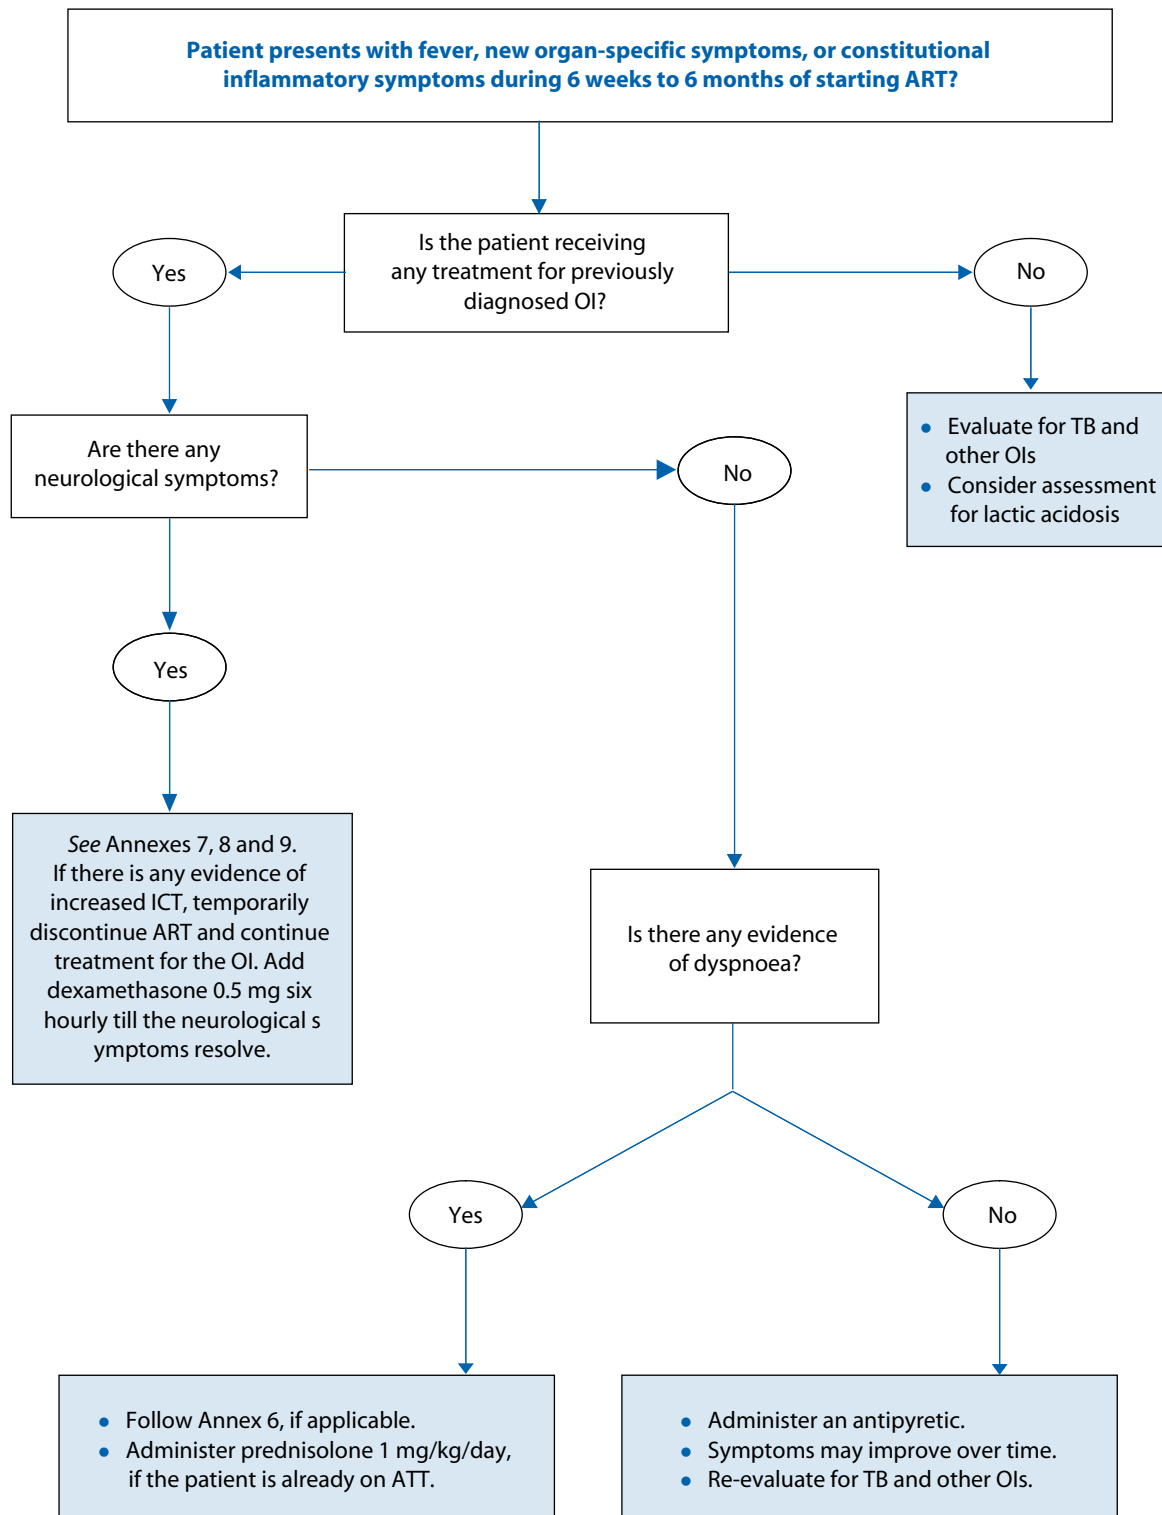 Patient presents with fever, new organ-specific symptoms, or constitutional
inflammatory symptoms during 6 weeks to 6 months of starting ART?
Is the patient receiving
any treatment for previously
diagnosed OI?
Yes
No
Are there any
neurological symptoms?
No
• Evaluate for TB and
other OIs
• Consider assessment
for lactic acidosis
Yes
See Annexes 7, 8 and 9.
If there is any evidence of
increased ICT, temporarily
discontinue ART and continue
treatment for the OI. Add
dexamethasone 0.5 mg six
hourly till the neurological s
ymptoms resolve.
Is there any evidence
of dyspnoea?
Yes
No
• Follow Annex 6, if applicable.
• Administer prednisolone 1 mg/kg/day,
if the patient is already on ATT.
• Administer an antipyretic.
• Symptoms may improve over time.
• Re-evaluate for TB and other OIs.